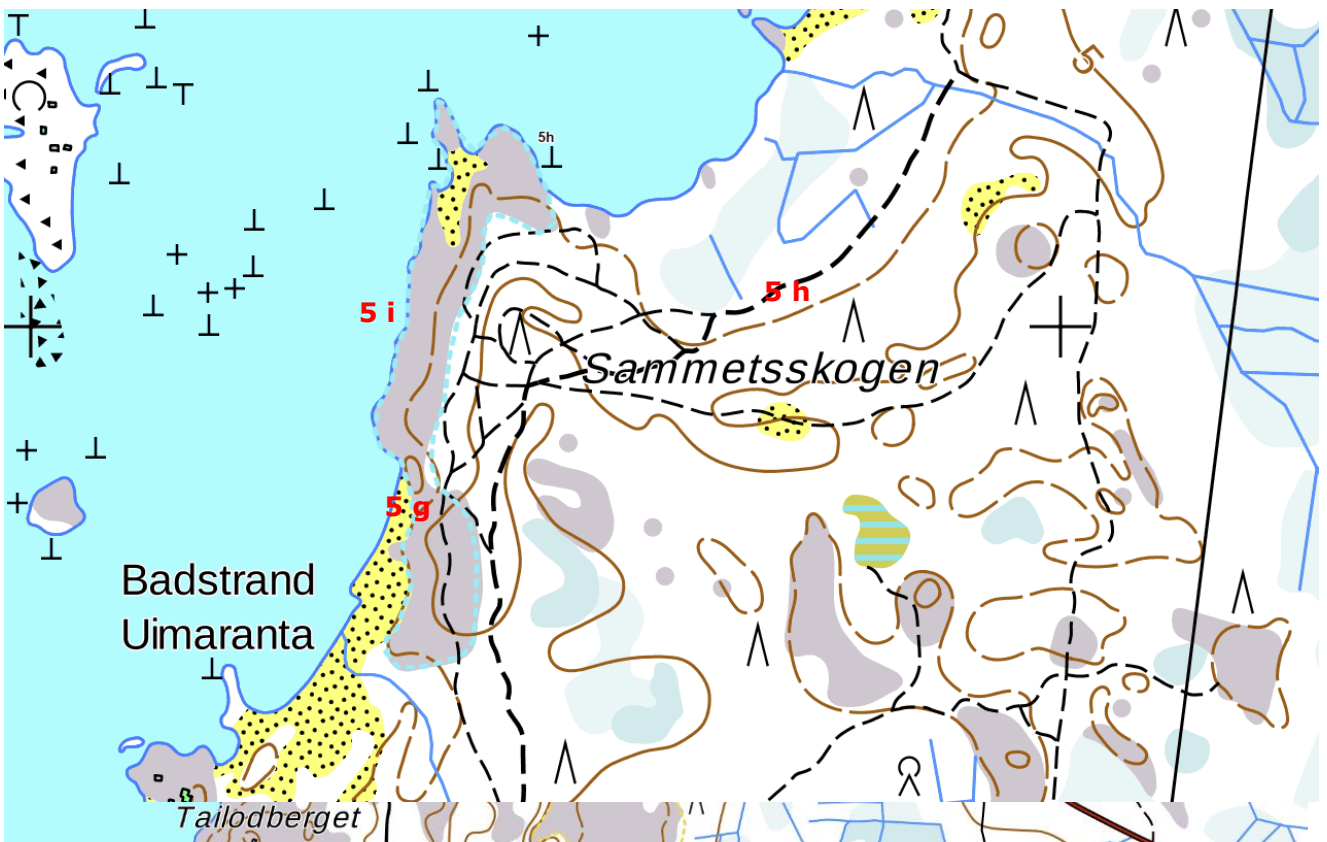 5
5h
5 h
5 i
Sammetsskogen
5 g
Badstrand
Uimaranta
Tailodberget